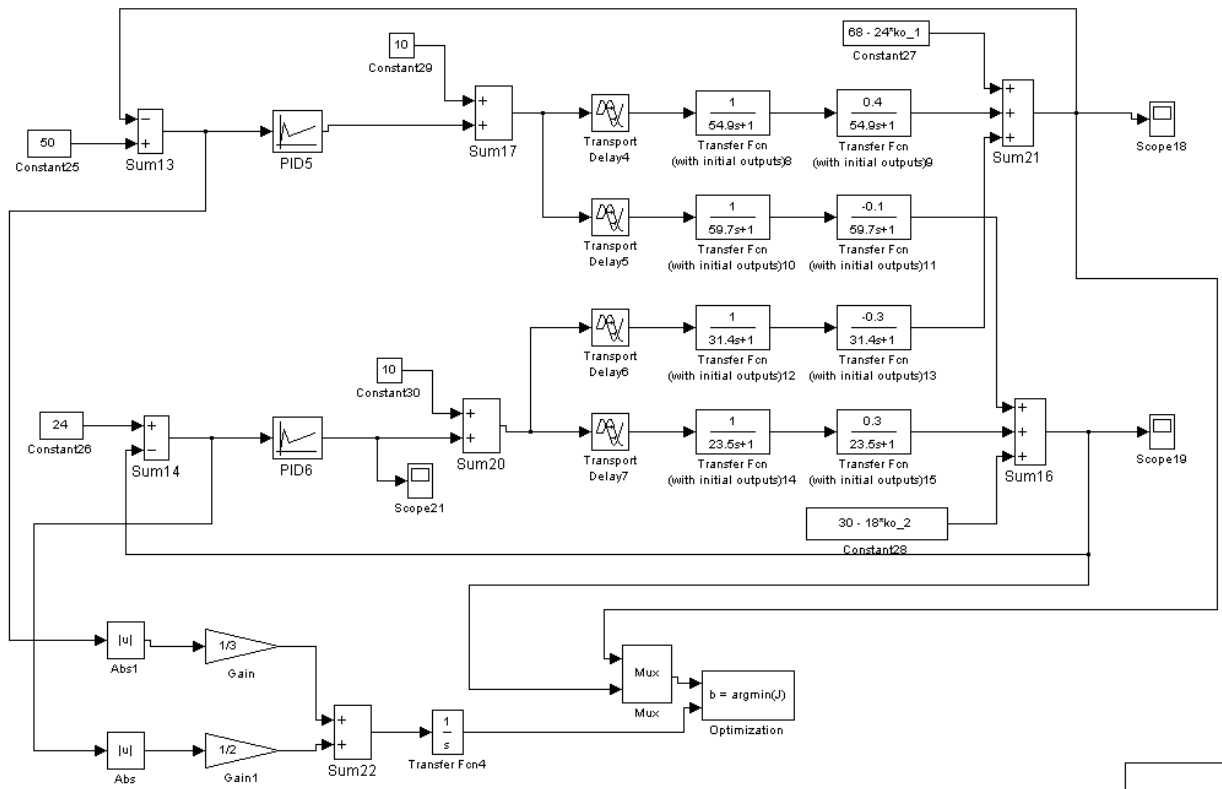 68 - 24*ko_1
Constant27
10
Constant29
+
+
Sum17
Transport
Delay4
1
54.9s+1
Transfer Fcn
(with initial outputs)8
0.4
54.9s+1
Transfer Fcn
(with initial outputs)9
+
+
+
Sum21
Scope18
50
Constant25
−
+
Sum13
PID5
Transport
Delay5
1
59.7s+1
Transfer Fcn
(with initial outputs)10
-0.1
59.7s+1
Transfer Fcn
(with initial outputs)11
Transport
Delay6
1
31.4s+1
Transfer Fcn
(with initial outputs)12
-0.3
31.4s+1
Transfer Fcn
(with initial outputs)13
10
Constant30
24
Constant26
+
−
Sum14
PID6
Scope21
+
+
Sum20
Transport
Delay7
1
23.5s+1
Transfer Fcn
(with initial outputs)14
0.3
23.5s+1
Transfer Fcn
(with initial outputs)15
+
+
+
Sum16
Scope19
30 - 18*ko_2
Constant28
|u|
Abs1
1/3
Gain
|u|
Abs
1/2
Gain1
+
+
Sum22
1
s
Transfer Fcn4
Mux
Mux
b = argmin(J)
Optimization